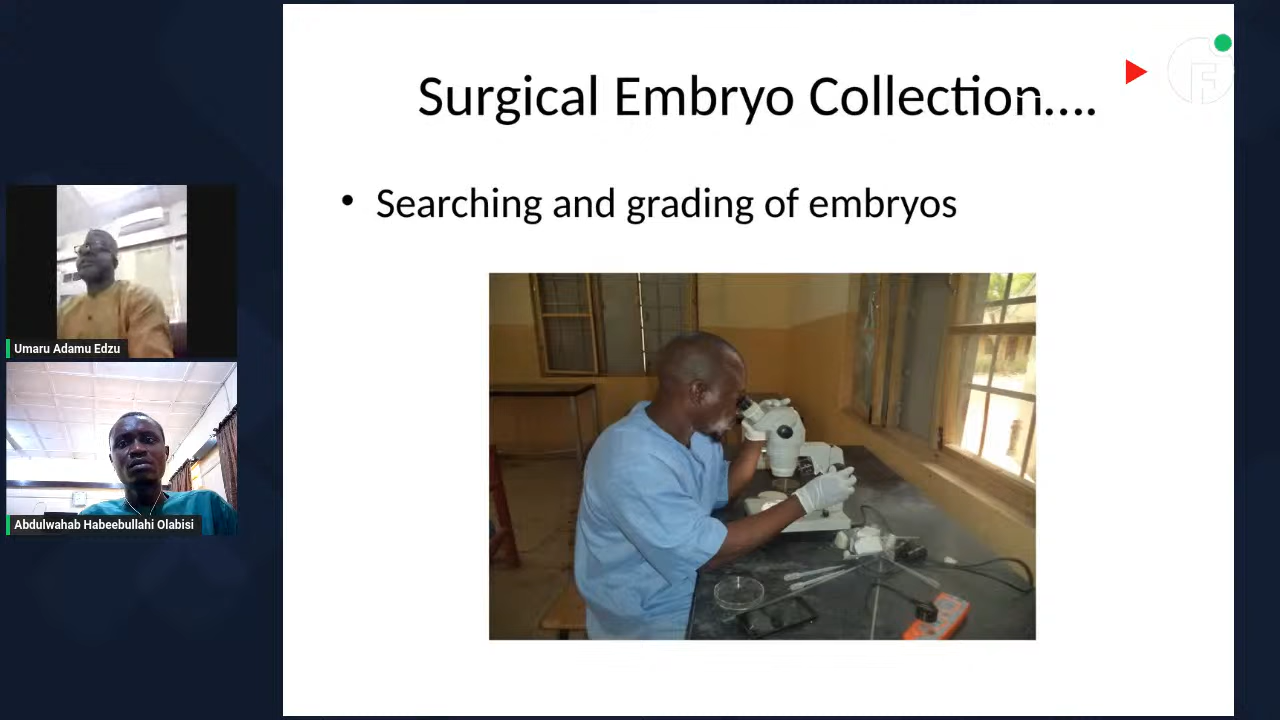 Surgical Embryo Collection....
• Searching and grading of embryos
Umaru Adamu Edzu
Abdulwahab Habeebullahi Olabisi